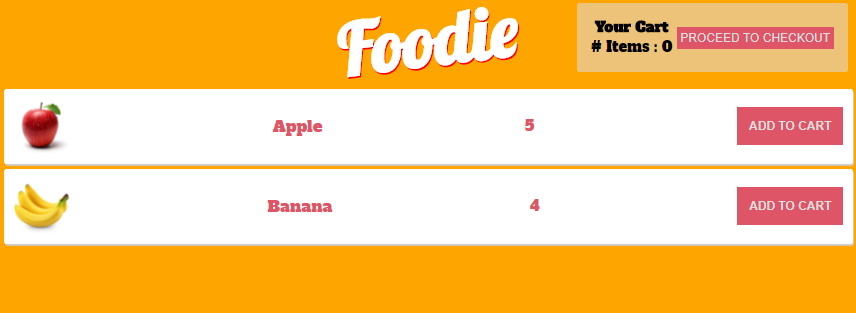 Foodie
Your Cart
# Items : 0
PROCEED TO CHECKOUT
Apple 5 ADD TO CART
Banana 4 ADD TO CART